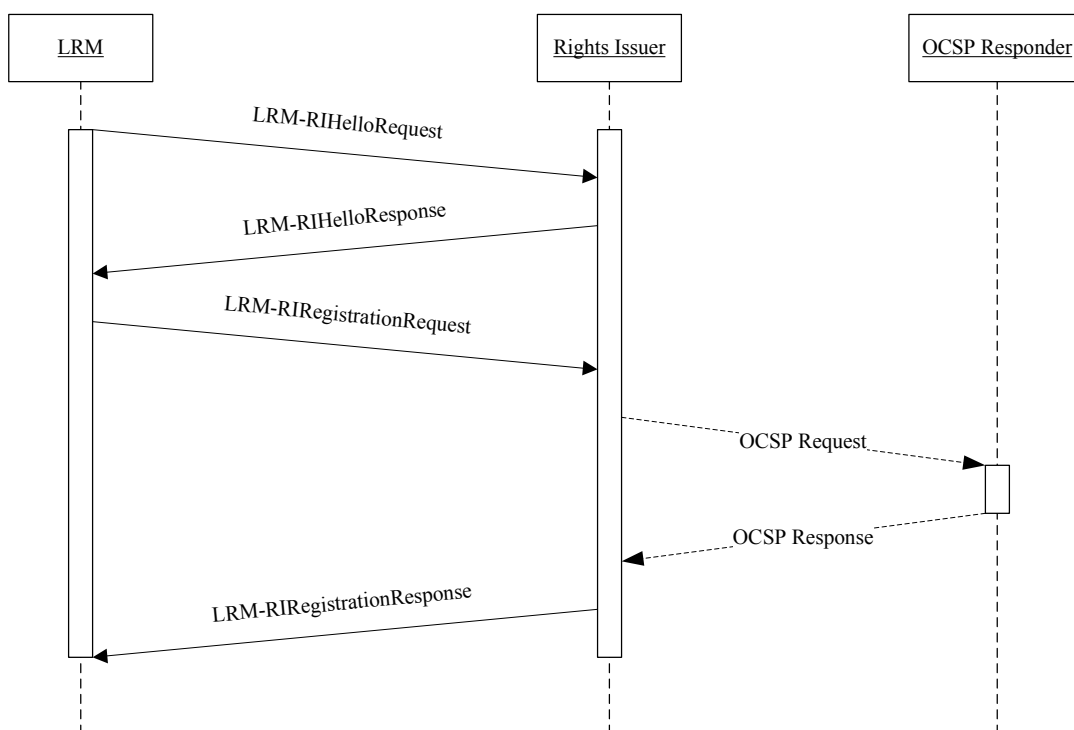 LRM
Rights Issuer
OCSP Responder
LRM-RIHelloRequest
LRM-RIHelloResponse
LRM-RIRegistrationRequest
OCSP Request
OCSP Response
LRM-RIRegistrationResponse